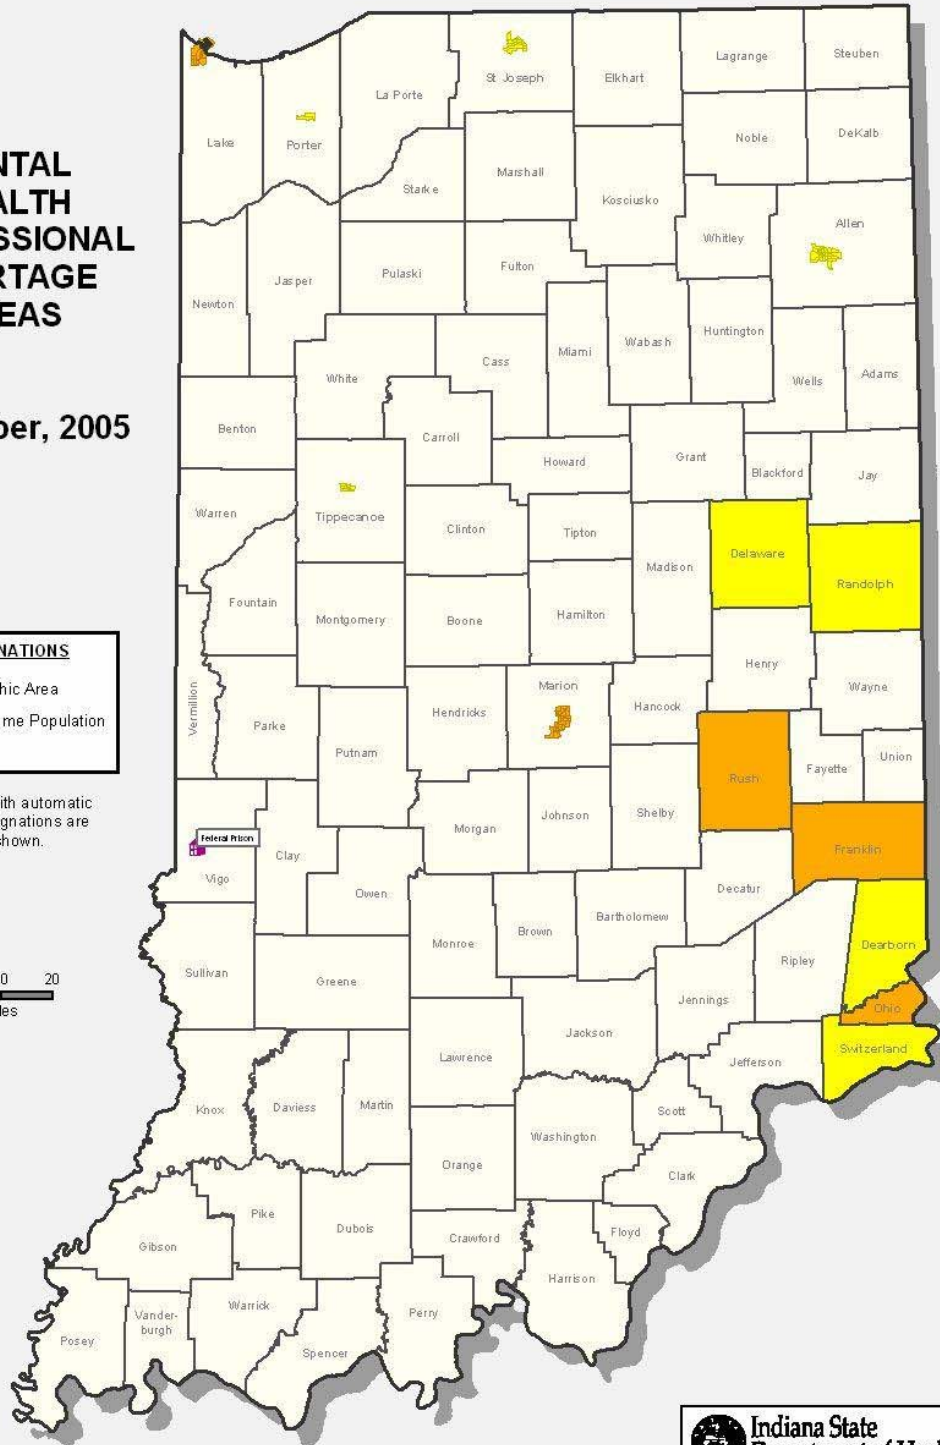 NTAL
ALTH
SSIONAL
RTAGE
EAS
ber, 2005
NATIONS
hic Area
me Population
ith automatic
gnations are
shown.
0 20
les
Lake
Porter
La Porte
St Joseph
Elkhart
Lagrange
Steuben
Noble
DeKalb
Starke
Marshall
Kosciusko
Whitley
Allen
Newton
Jasper
Pulaski
Fulton
White
Cass
Miami
Wabash
Huntington
Wells
Adams
Benton
Carroll
Howard
Grant
Blackford
Jay
Warren
Tippecanoe
Clinton
Tipton
Madison
Delaware
Randolph
Fountain
Montgomery
Boone
Hamilton
Henry
Wayne
Vermillion
Parke
Putnam
Hendricks
Marion
Hancock
Rush
Fayette
Union
Federal Prison
Vigo
Clay
Owen
Morgan
Johnson
Shelby
Decatur
Franklin
Sullivan
Greene
Monroe
Brown
Bartholomew
Jennings
Ripley
Dearborn
Ohio
Switzerland
Jefferson
Jackson
Lawrence
Knox
Daviess
Martin
Orange
Washington
Scott
Clark
Gibson
Pike
Dubois
Crawford
Floyd
Harrison
Posey
Vander-
burgh
Warrick
Spencer
Perry
Indiana State